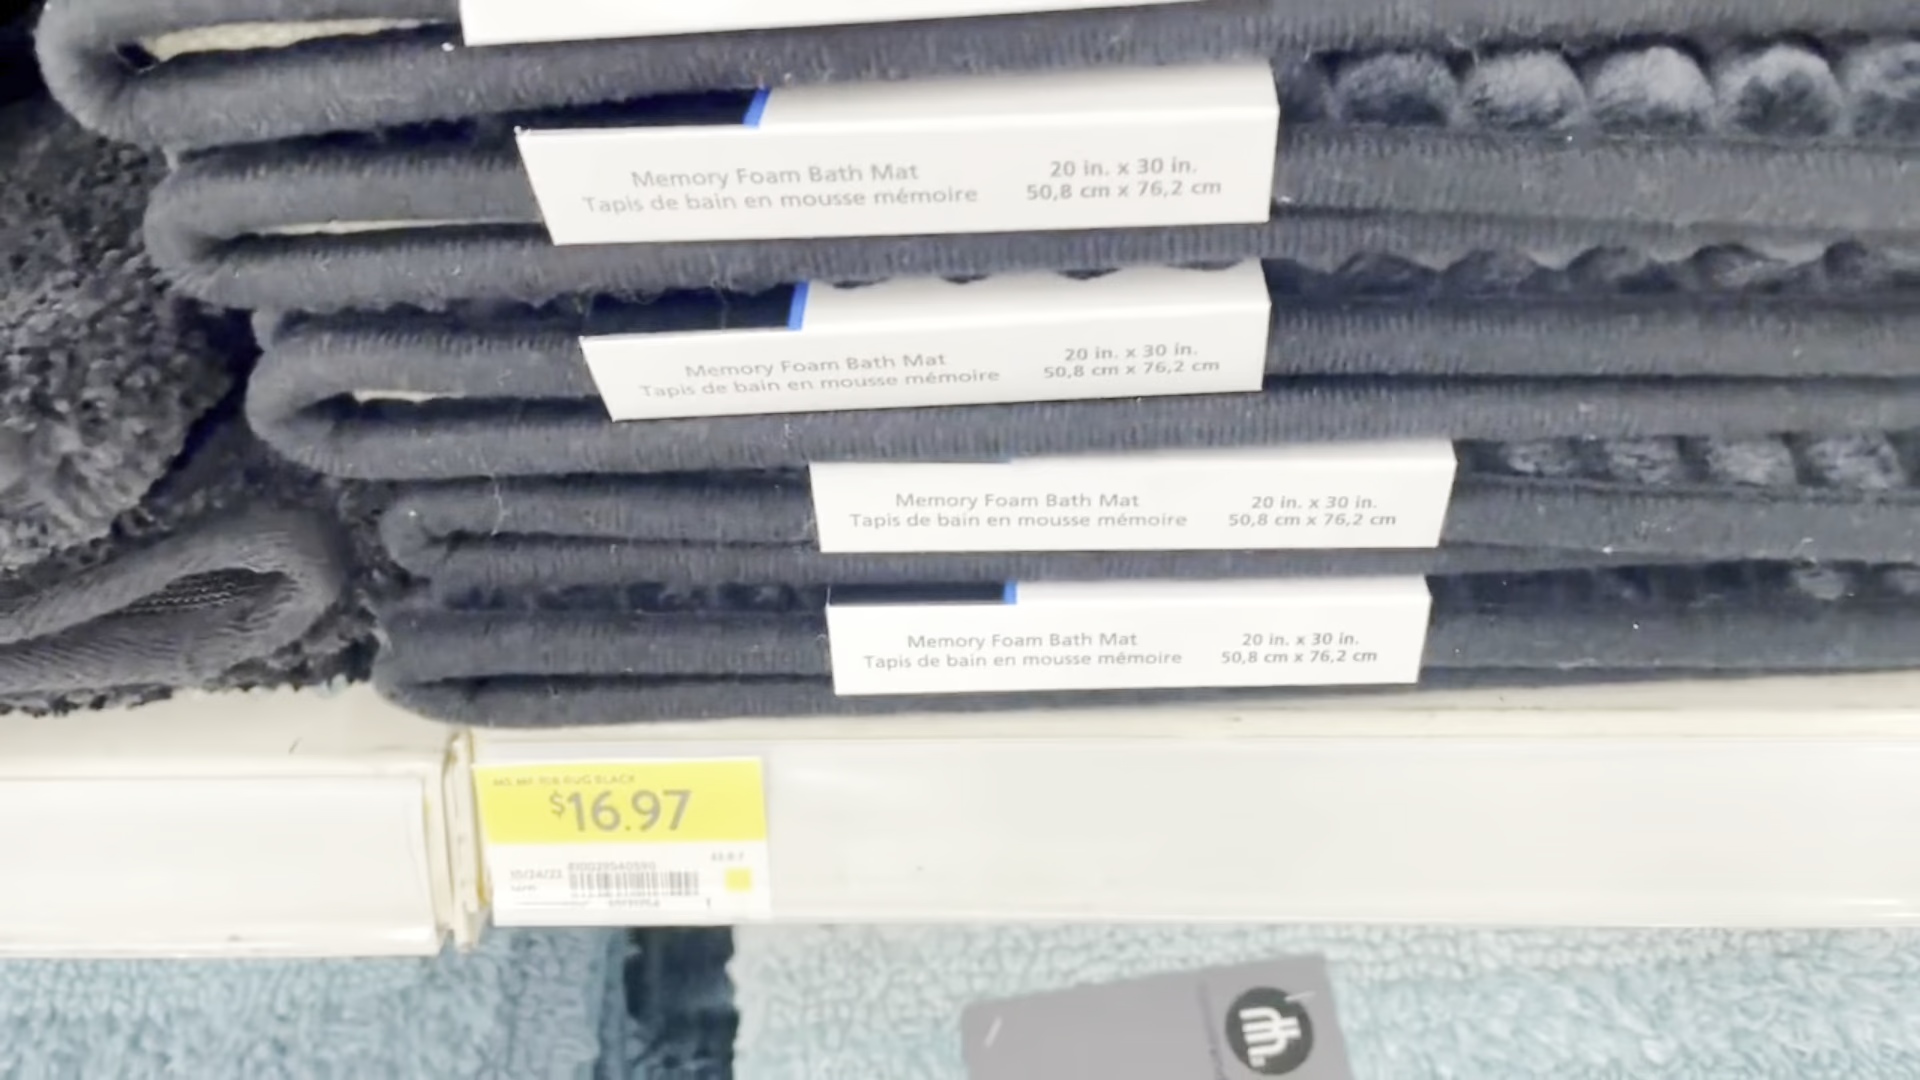 Memory Foam Bath Mat
Tapis de bain en mousse mémoire
20 in. x 30 in.
50,8 cm x 76,2 cm
Memory Foam Bath Mat
Tapis de bain en mousse mémoire
20 in. x 30 in.
50,8 cm x 76,2 cm
Memory Foam Bath Mat
Tapis de bain en mousse mémoire
20 in. x 30 in.
50,8 cm x 76,2 cm
Memory Foam Bath Mat
Tapis de bain en mousse mémoire
20 in. x 30 in.
50,8 cm x 76,2 cm
RUG BLACK
$16.97